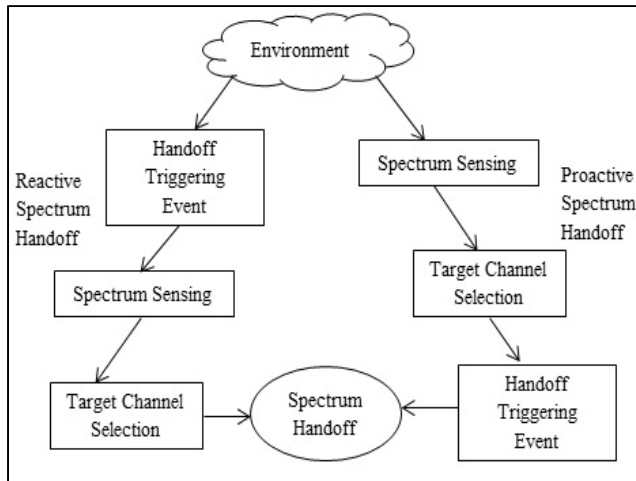 Environment
Handoff
Triggering
Event
Reactive
Spectrum
Handoff
Spectrum Sensing
Target Channel
Selection
Spectrum Sensing
Proactive
Spectrum
Handoff
Target Channel
Selection
Handoff
Triggering
Event
Spectrum
Handoff